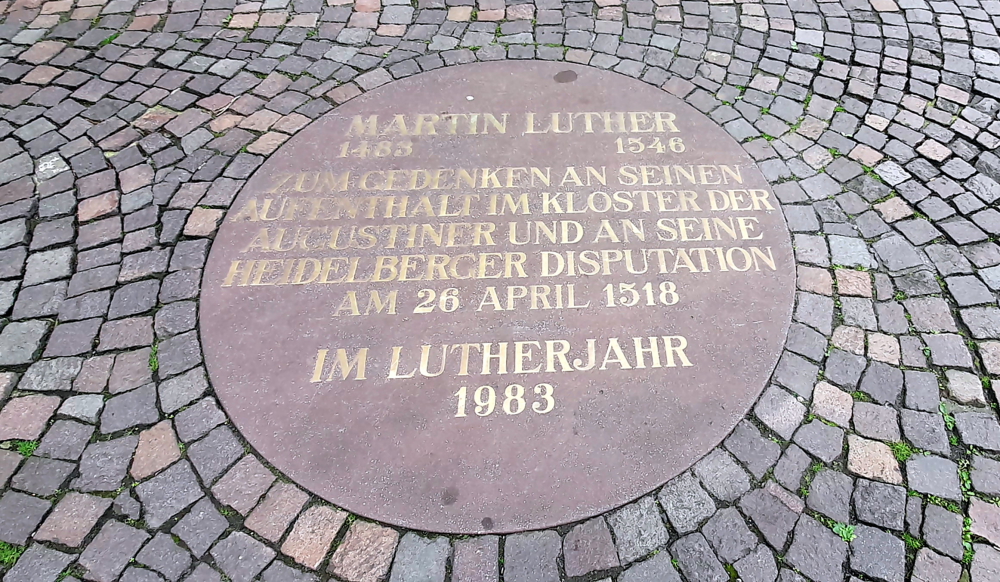 MARTIN LUTHER
1483 1546
ZUM GEDENKEN AN SEINEN
AUFENTHALT IM KLOSTER DER
AUGUSTINER UND AN SEINE
HEIDELBERGER DISPUTATION
AM 26 APRIL 1518
IM LUTHERJAHR
1983